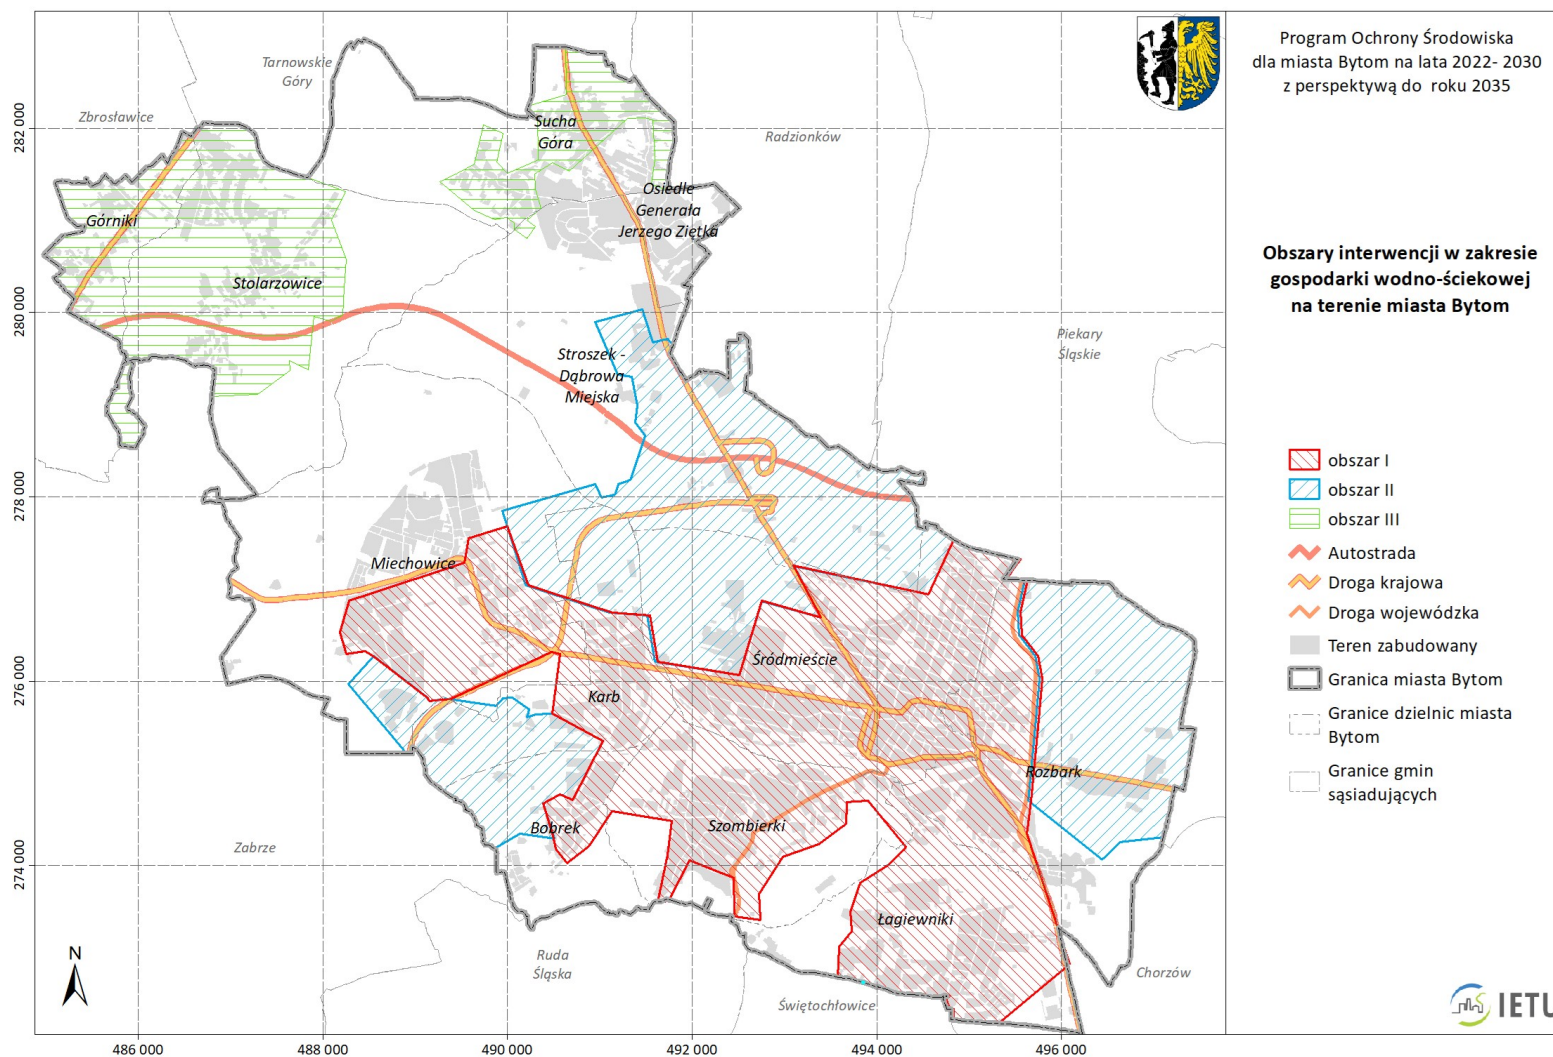 Program Ochrony Środowiska
dla miasta Bytom na lata 2022- 2030
z perspektywą do roku 2035
Obszary interwencji w zakresie
gospodarki wodno-ściekowej
na terenie miasta Bytom
obszar I
obszar II
obszar III
Autostrada
Droga krajowa
Droga wojewódzka
Teren zabudowany
Granica miasta Bytom
Granice dzielnic miasta
Bytom
Granice gmin
sąsiadujących
IETU
Tarnowskie
Góry
Zbrosławice
Radzionków
Piekary
Śląskie
Sucha
Góra
Osiedle
Generała
Jerzego Ziętka
Górniki
Stolarzowice
Stroszek -
Dąbrowa
Miejska
Miechowice
Śródmieście
Karb
Rozbark
Bobrek
Szombierki
Łagiewniki
Zabrze
Ruda
Śląska
Świętochłowice
Chorzów
N
282 000
280 000
278 000
276 000
274 000
486 000
488 000
490 000
492 000
494 000
496 000